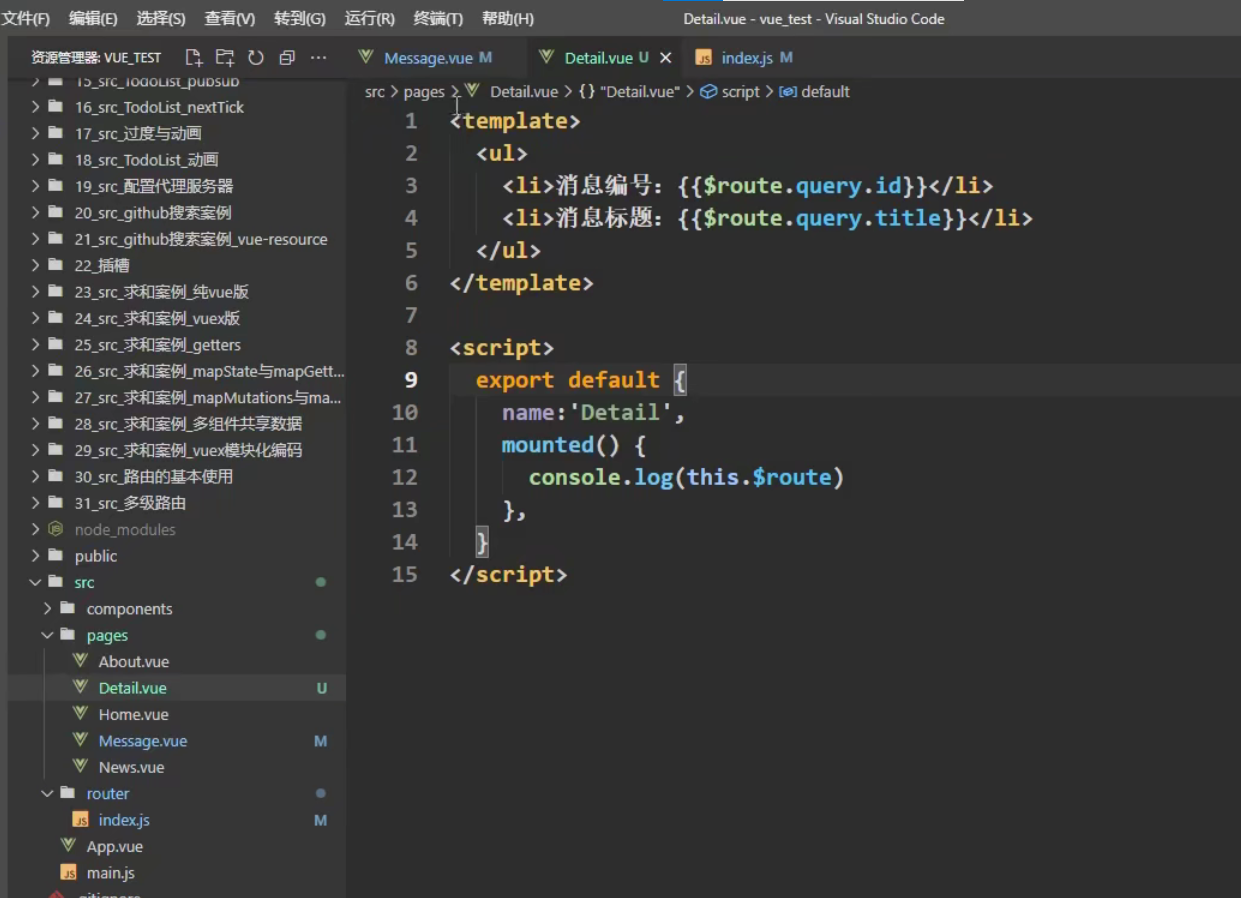 文件(F) 编辑(E) 选择(S) 查看(V) 转到(G) 运行(R) 终端(T) 帮助(H) Detail.vue - vue_test - Visual Studio Code
资源管理器: VUE_TEST
Message.vue M Detail.vue U × index.js M
src > pages > Detail.vue > {} "Detail.vue" > script > default
15_src_TodoList_pubsub
16_src_TodoList_nextTick
17_src_过度与动画
18_src_TodoList_动画
19_src_配置代理服务器
20_src_github搜索案例
21_src_github搜索案例_vue-resource
22_插槽
23_src_求和案例_纯vue版
24_src_求和案例_vuex版
25_src_求和案例_getters
26_src_求和案例_mapState与mapGett...
27_src_求和案例_mapMutations与ma...
28_src_求和案例_多组件共享数据
29_src_求和案例_vuex模块化编码
30_src_路由的基本使用
31_src_多级路由
node_modules
public
src
components
pages
About.vue
Detail.vue U
Home.vue
Message.vue M
News.vue
router
index.js M
App.vue
main.js
.gitignore
1 <template>
2 <ul>
3 <li>消息编号：{{$route.query.id}}</li>
4 <li>消息标题：{{$route.query.title}}</li>
5 </ul>
6 </template>
7
8 <script>
9 export default {
10 name:'Detail',
11 mounted() {
12 console.log(this.$route)
13 },
14 }
15 </script>